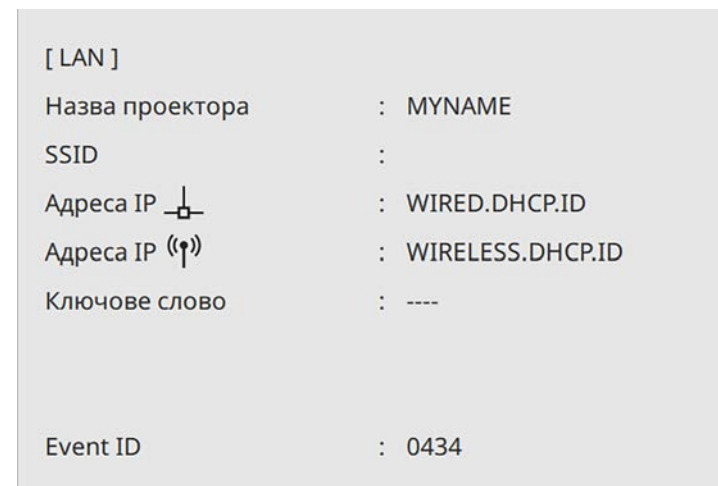 [ LAN ]
Назва проектора : MYNAME
SSID :
Адреса IP : WIRED.DHCP.ID
Адреса IP : WIRELESS.DHCP.ID
Ключове слово : ----
Event ID : 0434